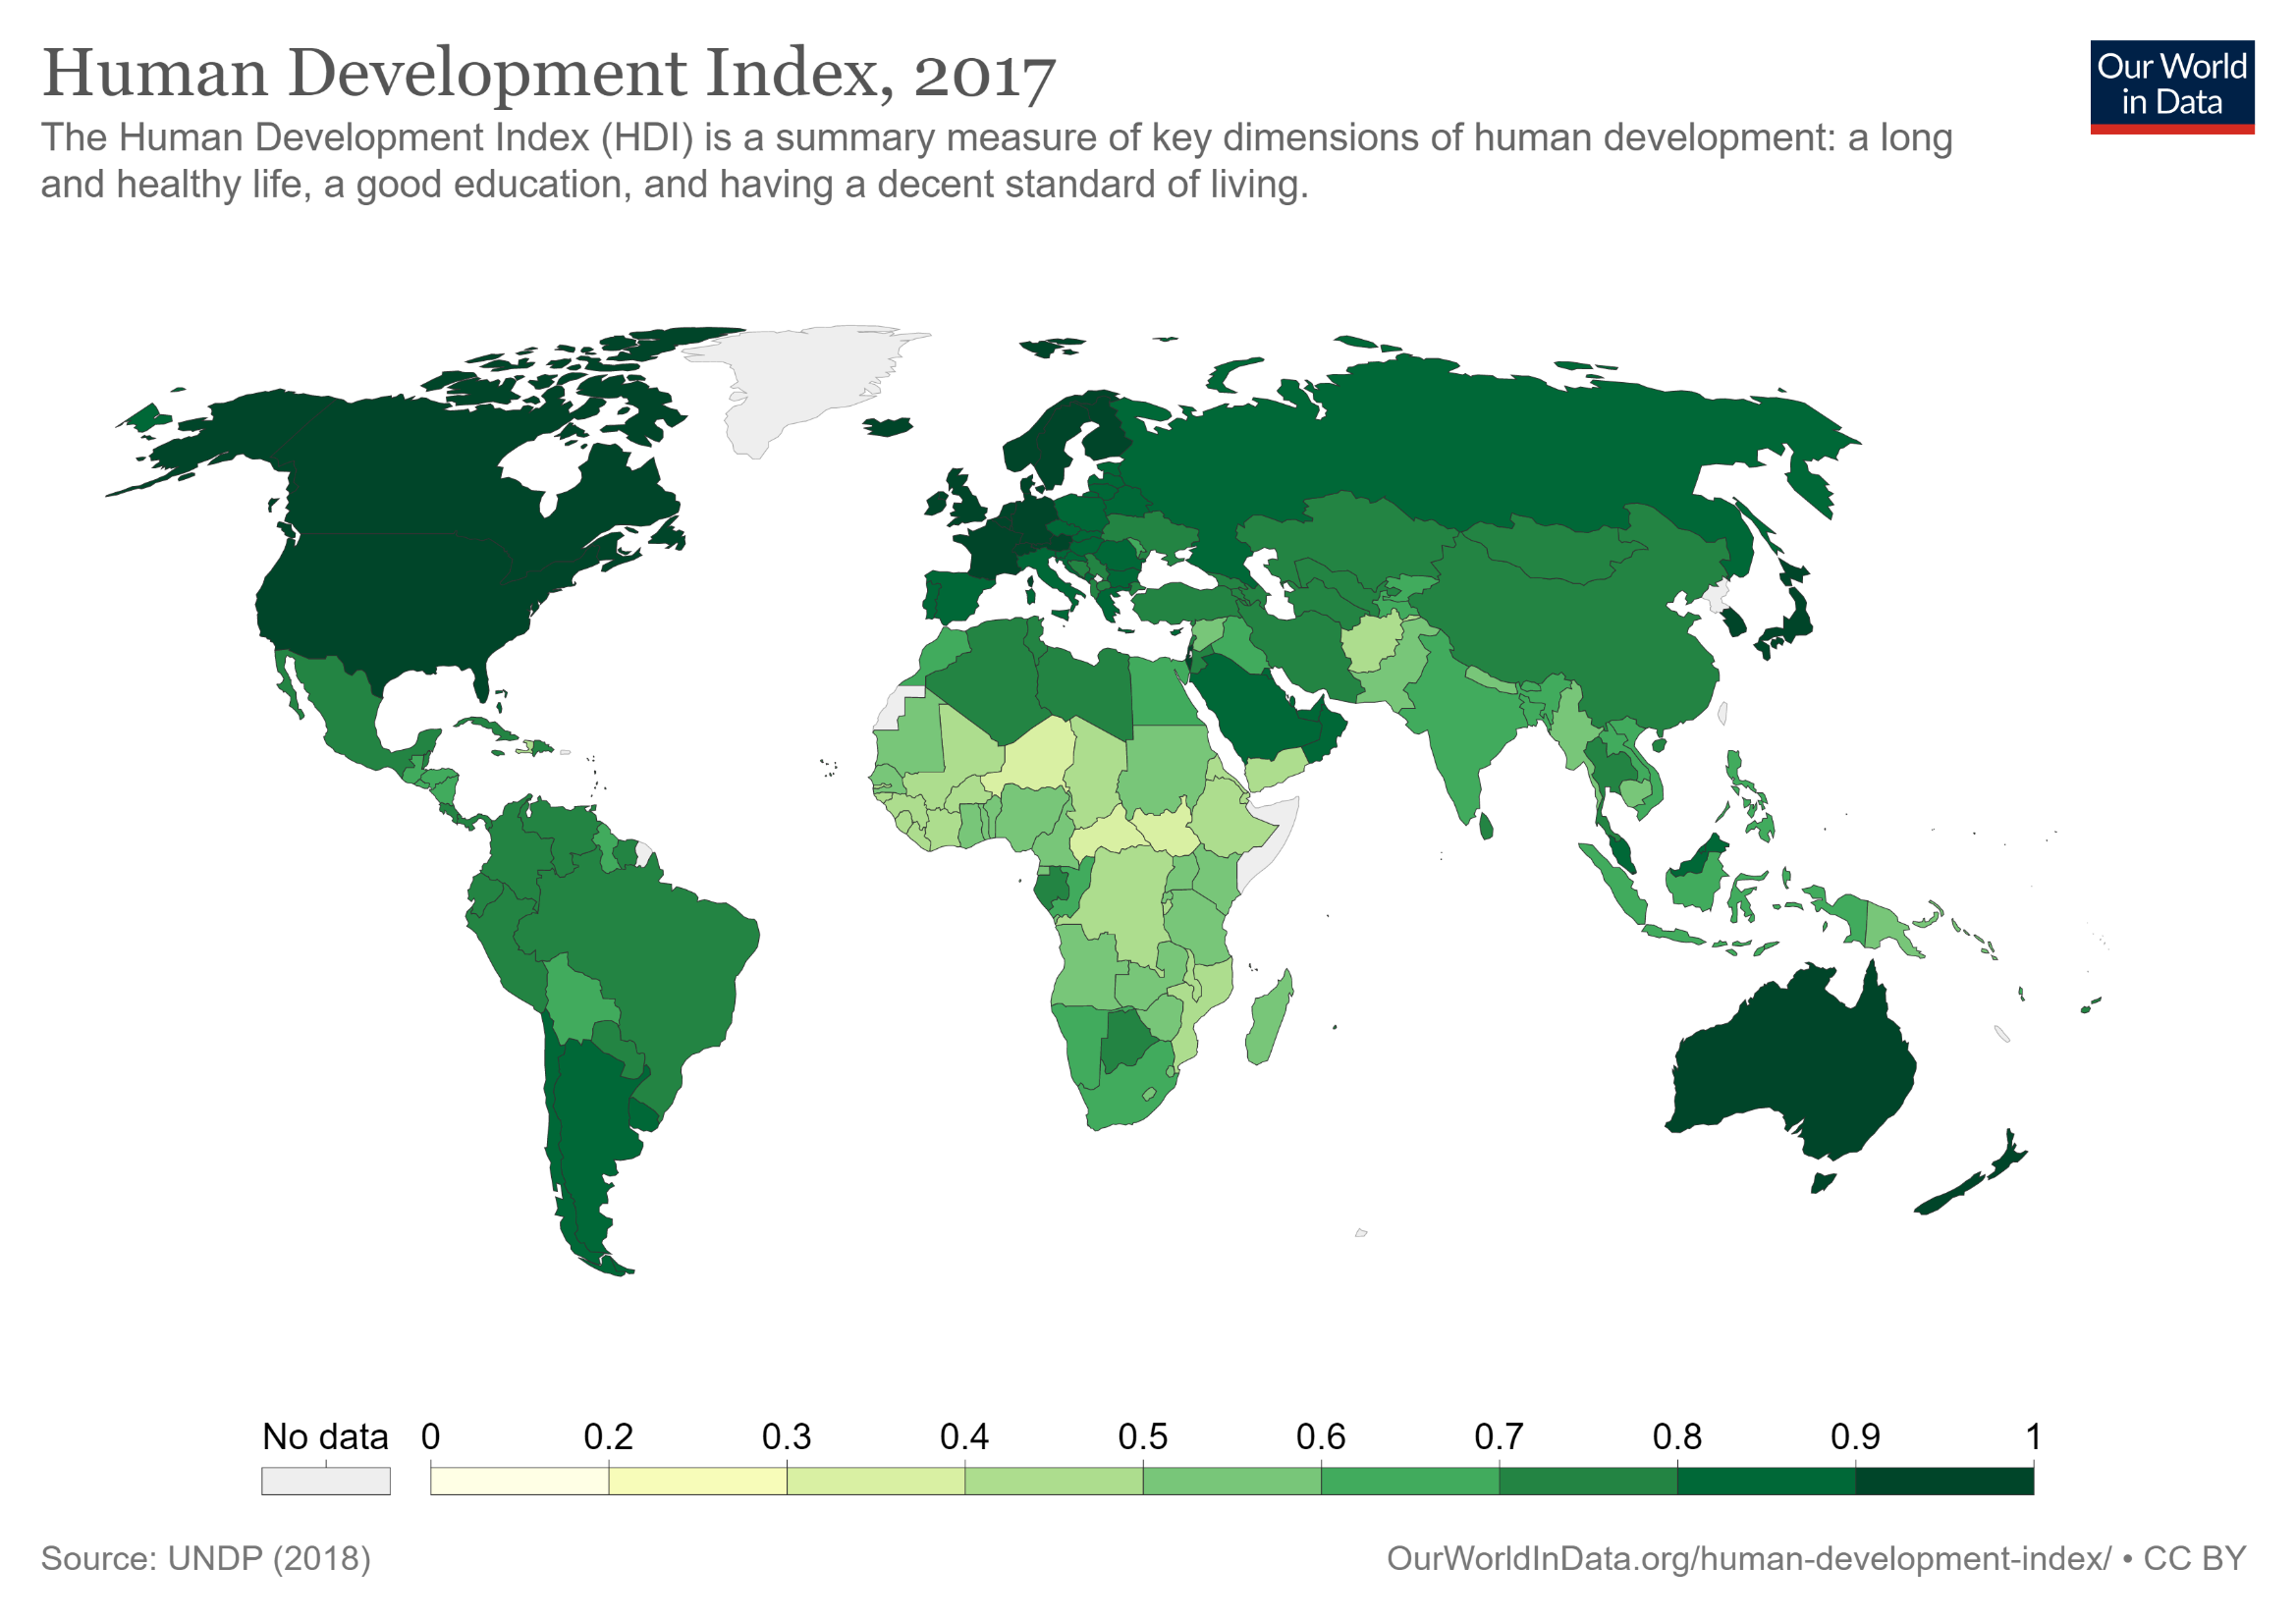 Human Development Index, 2017
Our World
in Data
The Human Development Index (HDI) is a summary measure of key dimensions of human development: a long
and healthy life, a good education, and having a decent standard of living.
No data 0 0.2 0.3 0.4 0.5 0.6 0.7 0.8 0.9 1
Source: UNDP (2018)
OurWorldInData.org/human-development-index/ • CC BY